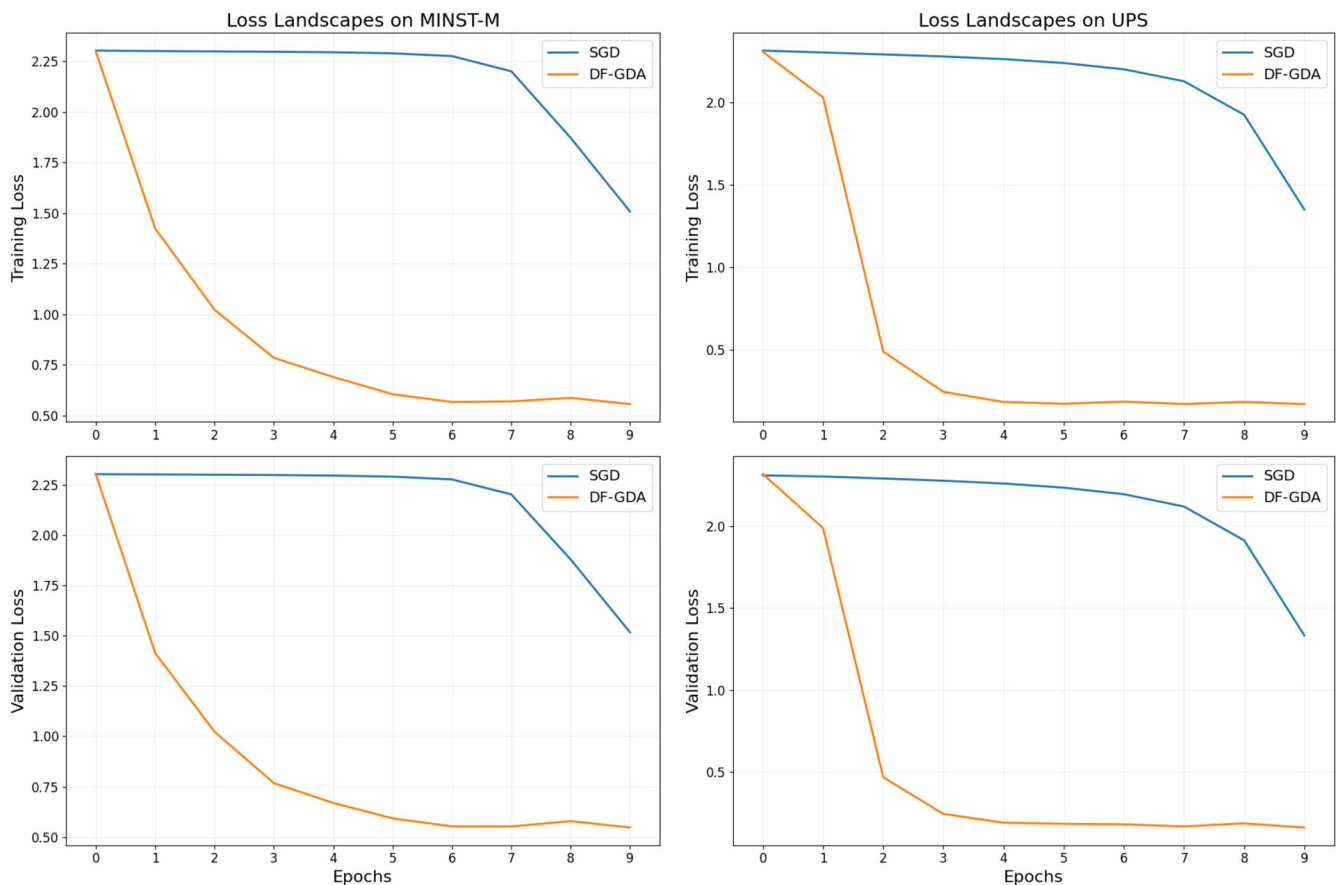 Loss Landscapes on MINST-M
Training Loss
2.25
2.00
1.75
1.50
1.25
1.00
0.75
0.50
0 1 2 3 4 5 6 7 8 9
SGD
DF-GDA
Loss Landscapes on UPS
Training Loss
2.0
1.5
1.0
0.5
0 1 2 3 4 5 6 7 8 9
SGD
DF-GDA
Validation Loss
2.25
2.00
1.75
1.50
1.25
1.00
0.75
0.50
0 1 2 3 4 5 6 7 8 9
Epochs
SGD
DF-GDA
Validation Loss
2.0
1.5
1.0
0.5
0 1 2 3 4 5 6 7 8 9
Epochs
SGD
DF-GDA